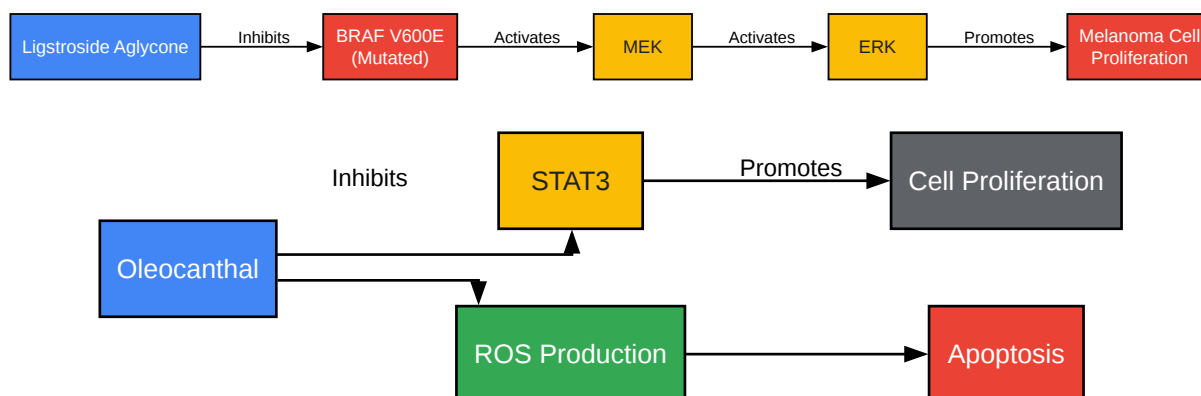 Ligstroside Aglycone
Inhibits
BRAF V600E
(Mutated)
Activates
MEK
Activates
ERK
Promotes
Melanoma Cell
Proliferation
Inhibits
STAT3
Promotes
Cell Proliferation
Oleocanthal
ROS Production
Apoptosis